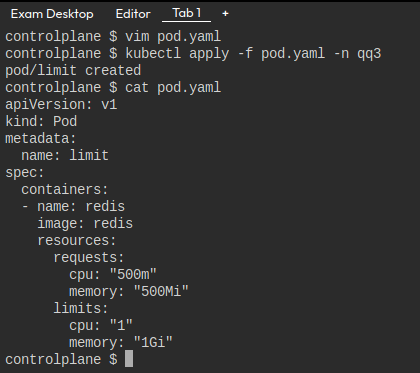 Exam Desktop Editor Tab 1 +
controlplane $ vim pod.yaml
controlplane $ kubectl apply -f pod.yaml -n qq3
pod/limit created
controlplane $ cat pod.yaml
apiVersion: v1
kind: Pod
metadata:
  name: limit
spec:
  containers:
  - name: redis
    image: redis
    resources:
      requests:
        cpu: "500m"
        memory: "500Mi"
      limits:
        cpu: "1"
        memory: "1Gi"
controlplane $